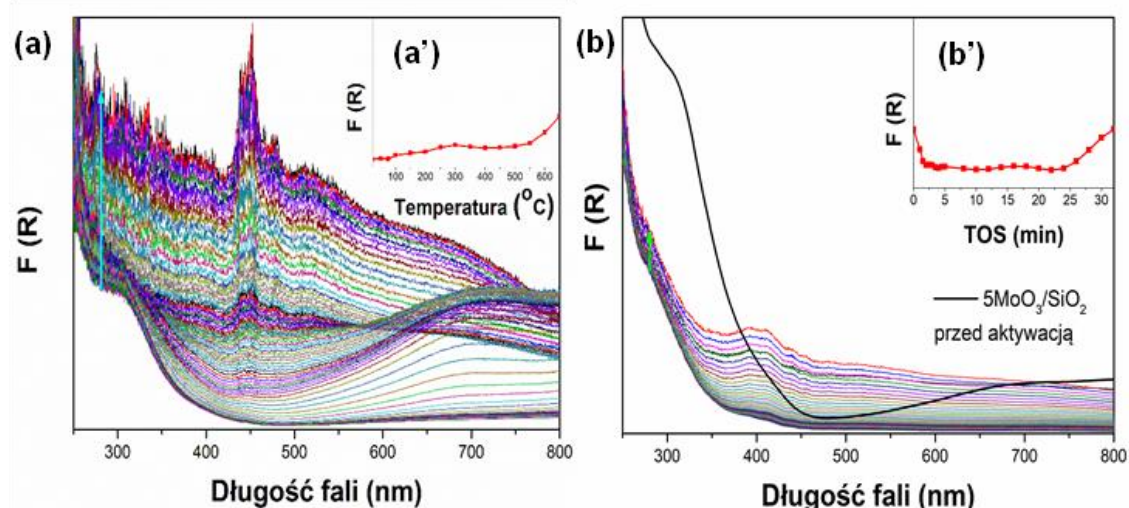 (a)
(a')
F (R)
100 200 300 400 500 600
Temperatura (°C)
F (R)
300 400 500 600 700 800
Długość fali (nm)
(b)
(b')
F (R)
0 5 10 15 20 25 30
TOS (min)
5MoO₃/SiO₂
przed aktywacją
F (R)
300 400 500 600 700 800
Długość fali (nm)